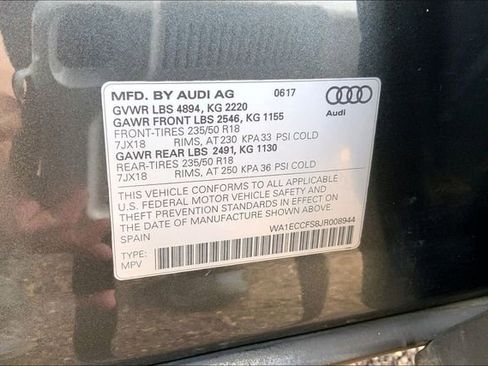 MFD. BY AUDI AG 0617
GVWR LBS 4894, KG 2220
GAWR FRONT LBS 2546, KG 1155
FRONT-TIRES 235/50 R18
7JX18 RIMS, AT 230 KPA 33 PSI COLD
GAWR REAR LBS 2491, KG 1130
REAR-TIRES 235/50 R18
7JX18 RIMS, AT 250 KPA 36 PSI COLD
THIS VEHICLE CONFORMS TO ALL APPLICABLE
U.S. FEDERAL MOTOR VEHICLE SAFETY AND
THEFT PREVENTION STANDARDS IN EFFECT ON
THE DATE OF MANUFACTURE SHOWN ABOVE
SPAIN
WA1ECCFS8JR008944
TYPE:
MPV
Audi